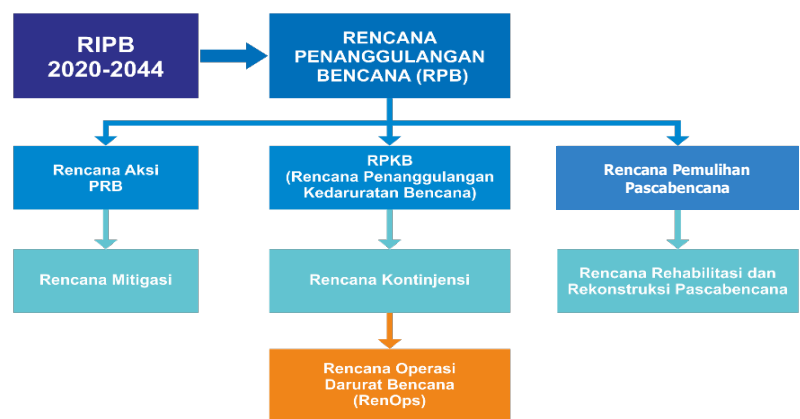 RIPB
2020-2044
RENCANA
PENANGGULANGAN
BENCANA (RPB)
Rencana Aksi
PRB
RPKB
(Rencana Penanggulangan
Kedaruratan Bencana)
Rencana Pemulihan
Pascabencana
Rencana Mitigasi
Rencana Kontinjensi
Rencana Rehabilitasi dan
Rekonstruksi Pascabencana
Rencana Operasi
Darurat Bencana
(RenOps)